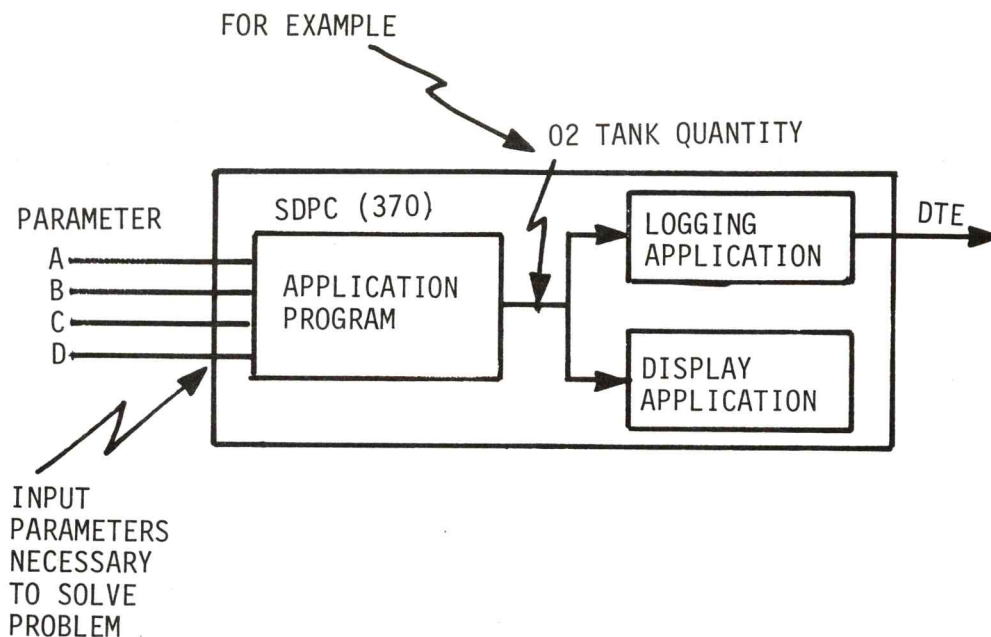 FOR EXAMPLE
O2 TANK QUANTITY
PARAMETER
A
B
C
D
SDPC (370)
APPLICATION
PROGRAM
LOGGING
APPLICATION
DTE
DISPLAY
APPLICATION
INPUT
PARAMETERS
NECESSARY
TO SOLVE
PROBLEM